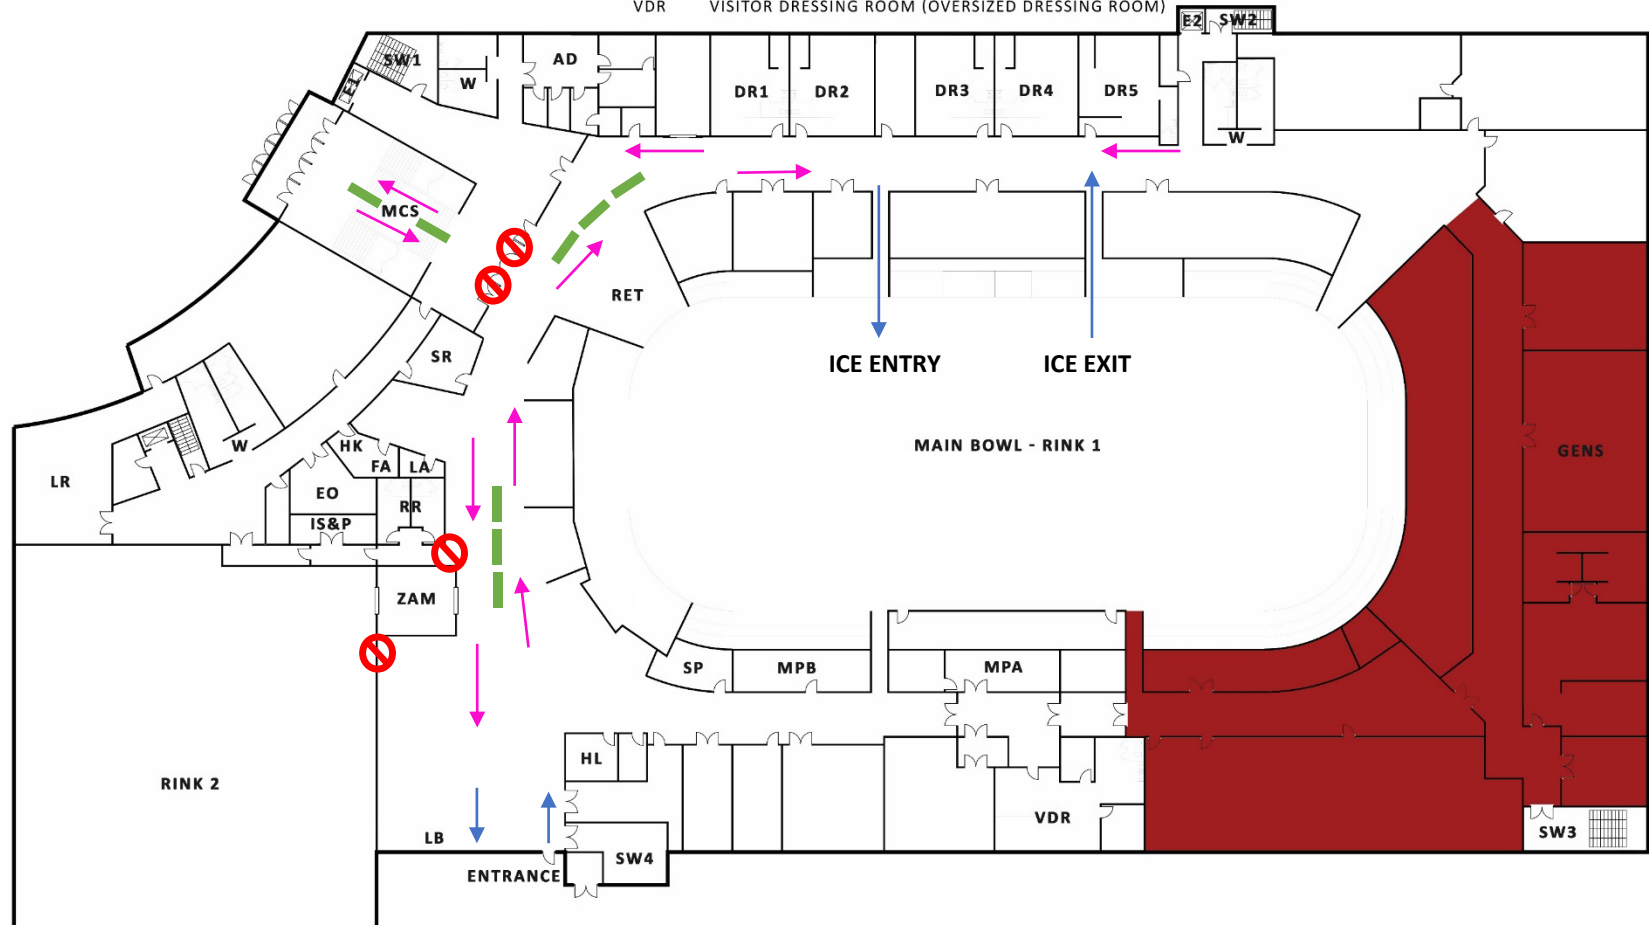 VDR VISITOR DRESSING ROOM (OVERSIZED DRESSING ROOM)
E2 SW2
SW1
AD
E1
W
DR1
DR2
DR3
DR4
DR5
W
MCS
RET
ICE ENTRY
ICE EXIT
SR
MAIN BOWL - RINK 1
HK
W
FA
LA
GENS
LR
EO
RR
IS&P
ZAM
SP
MPB
MPA
HL
RINK 2
VDR
LB
SW3
SW4
ENTRANCE